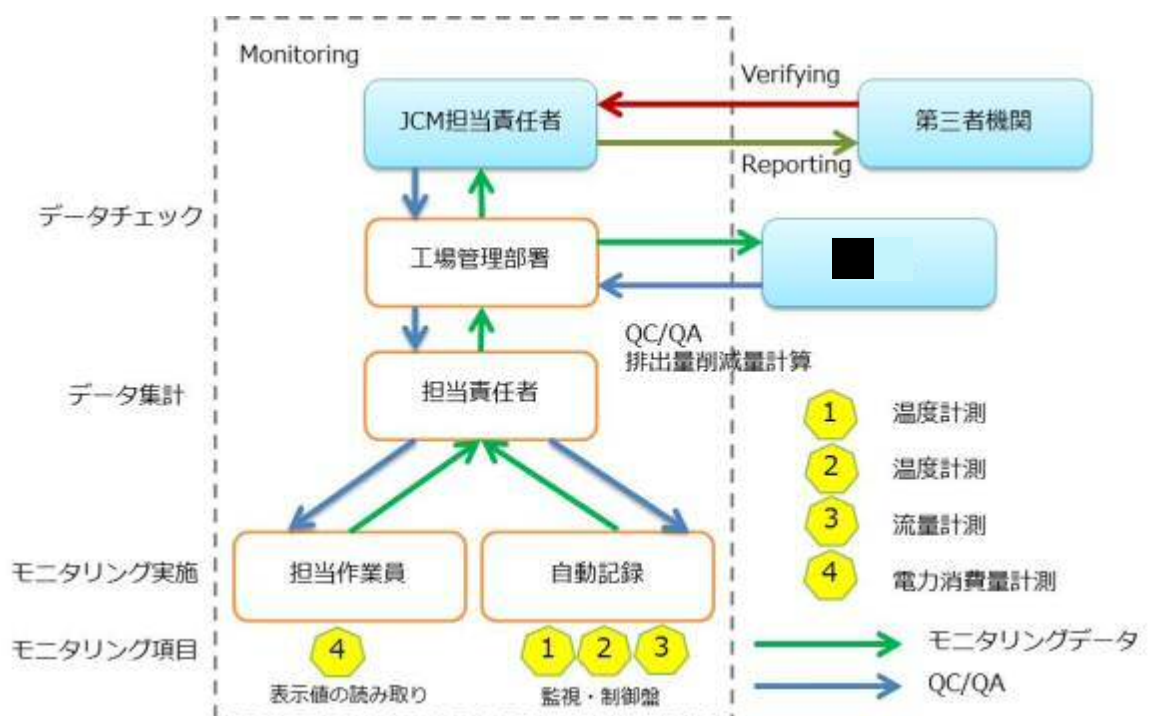 Monitoring
Verifying
JCM担当責任者
第三者機関
Reporting
データチェック
工場管理部署
QC/QA
排出量削減量計算
データ集計
担当責任者
1
温度計測
2
温度計測
3
流量計測
4
電力消費量計測
モニタリング実施
担当作業員
自動記録
モニタリング項目
4
1
2
3
表示値の読み取り
監視・制御盤
モニタリングデータ
QC/QA